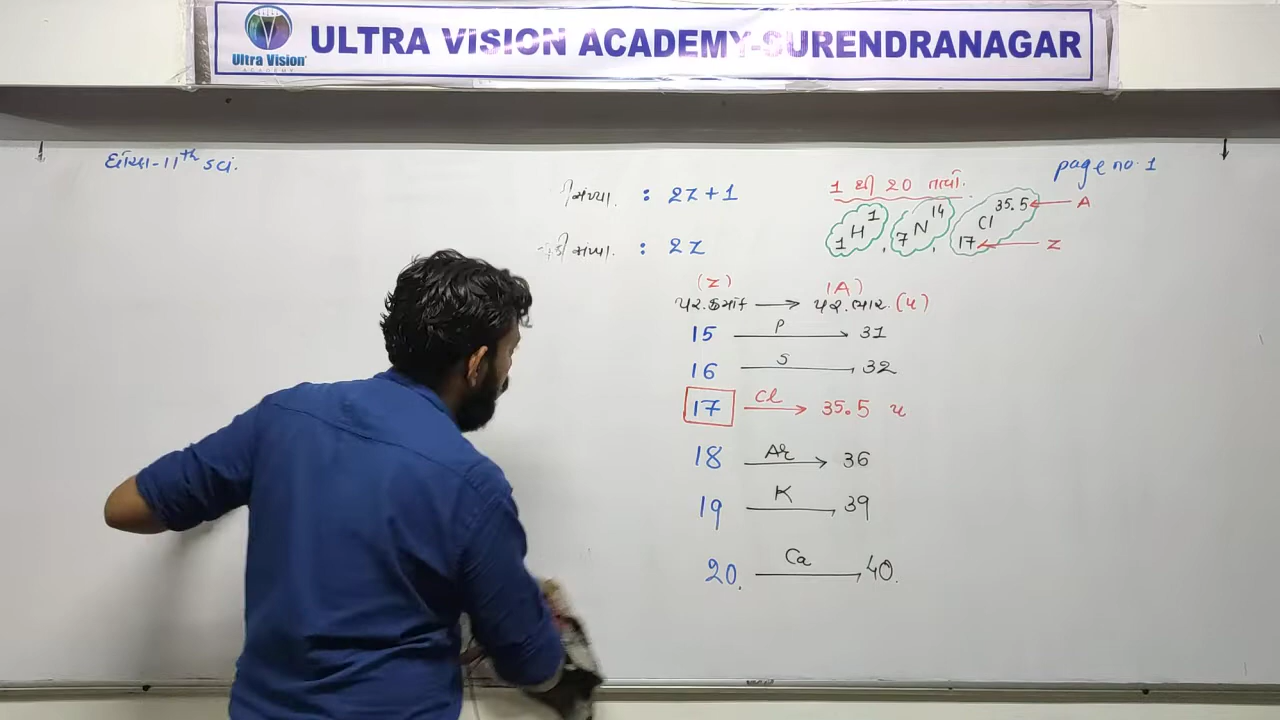 Ultra Vision
ACADEMY
ULTRA VISION ACADEMY-SURENDRANAGAR
ધોરણ-11th sci.
page no. 1
સંખ્યા : 2Z+1
સંખ્યા : 2Z
1 થી 20 તત્વો.
1 H 1, 7 N 14, 17 Cl 35.5 ← A
← Z
(Z) (A)
પર.ક્રમાંક → પર.ભાર. (u)
15 P → 31
16 S → 32
17 Cl → 35.5 u
18 Ar → 36
19 K → 39
20. Ca → 40.